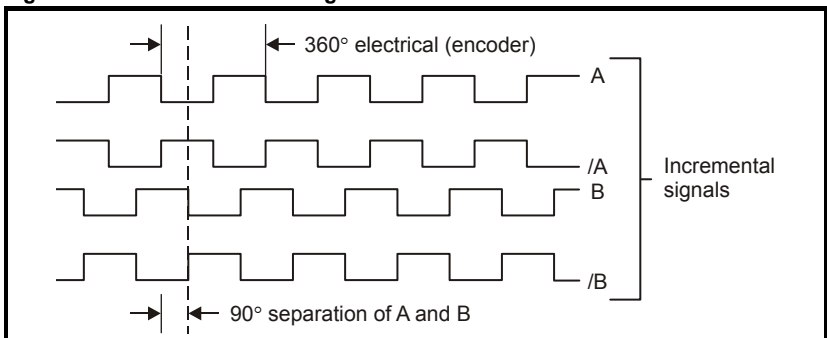 360° electrical (encoder)
A
/A
B
Incremental
signals
/B
90° separation of A and B